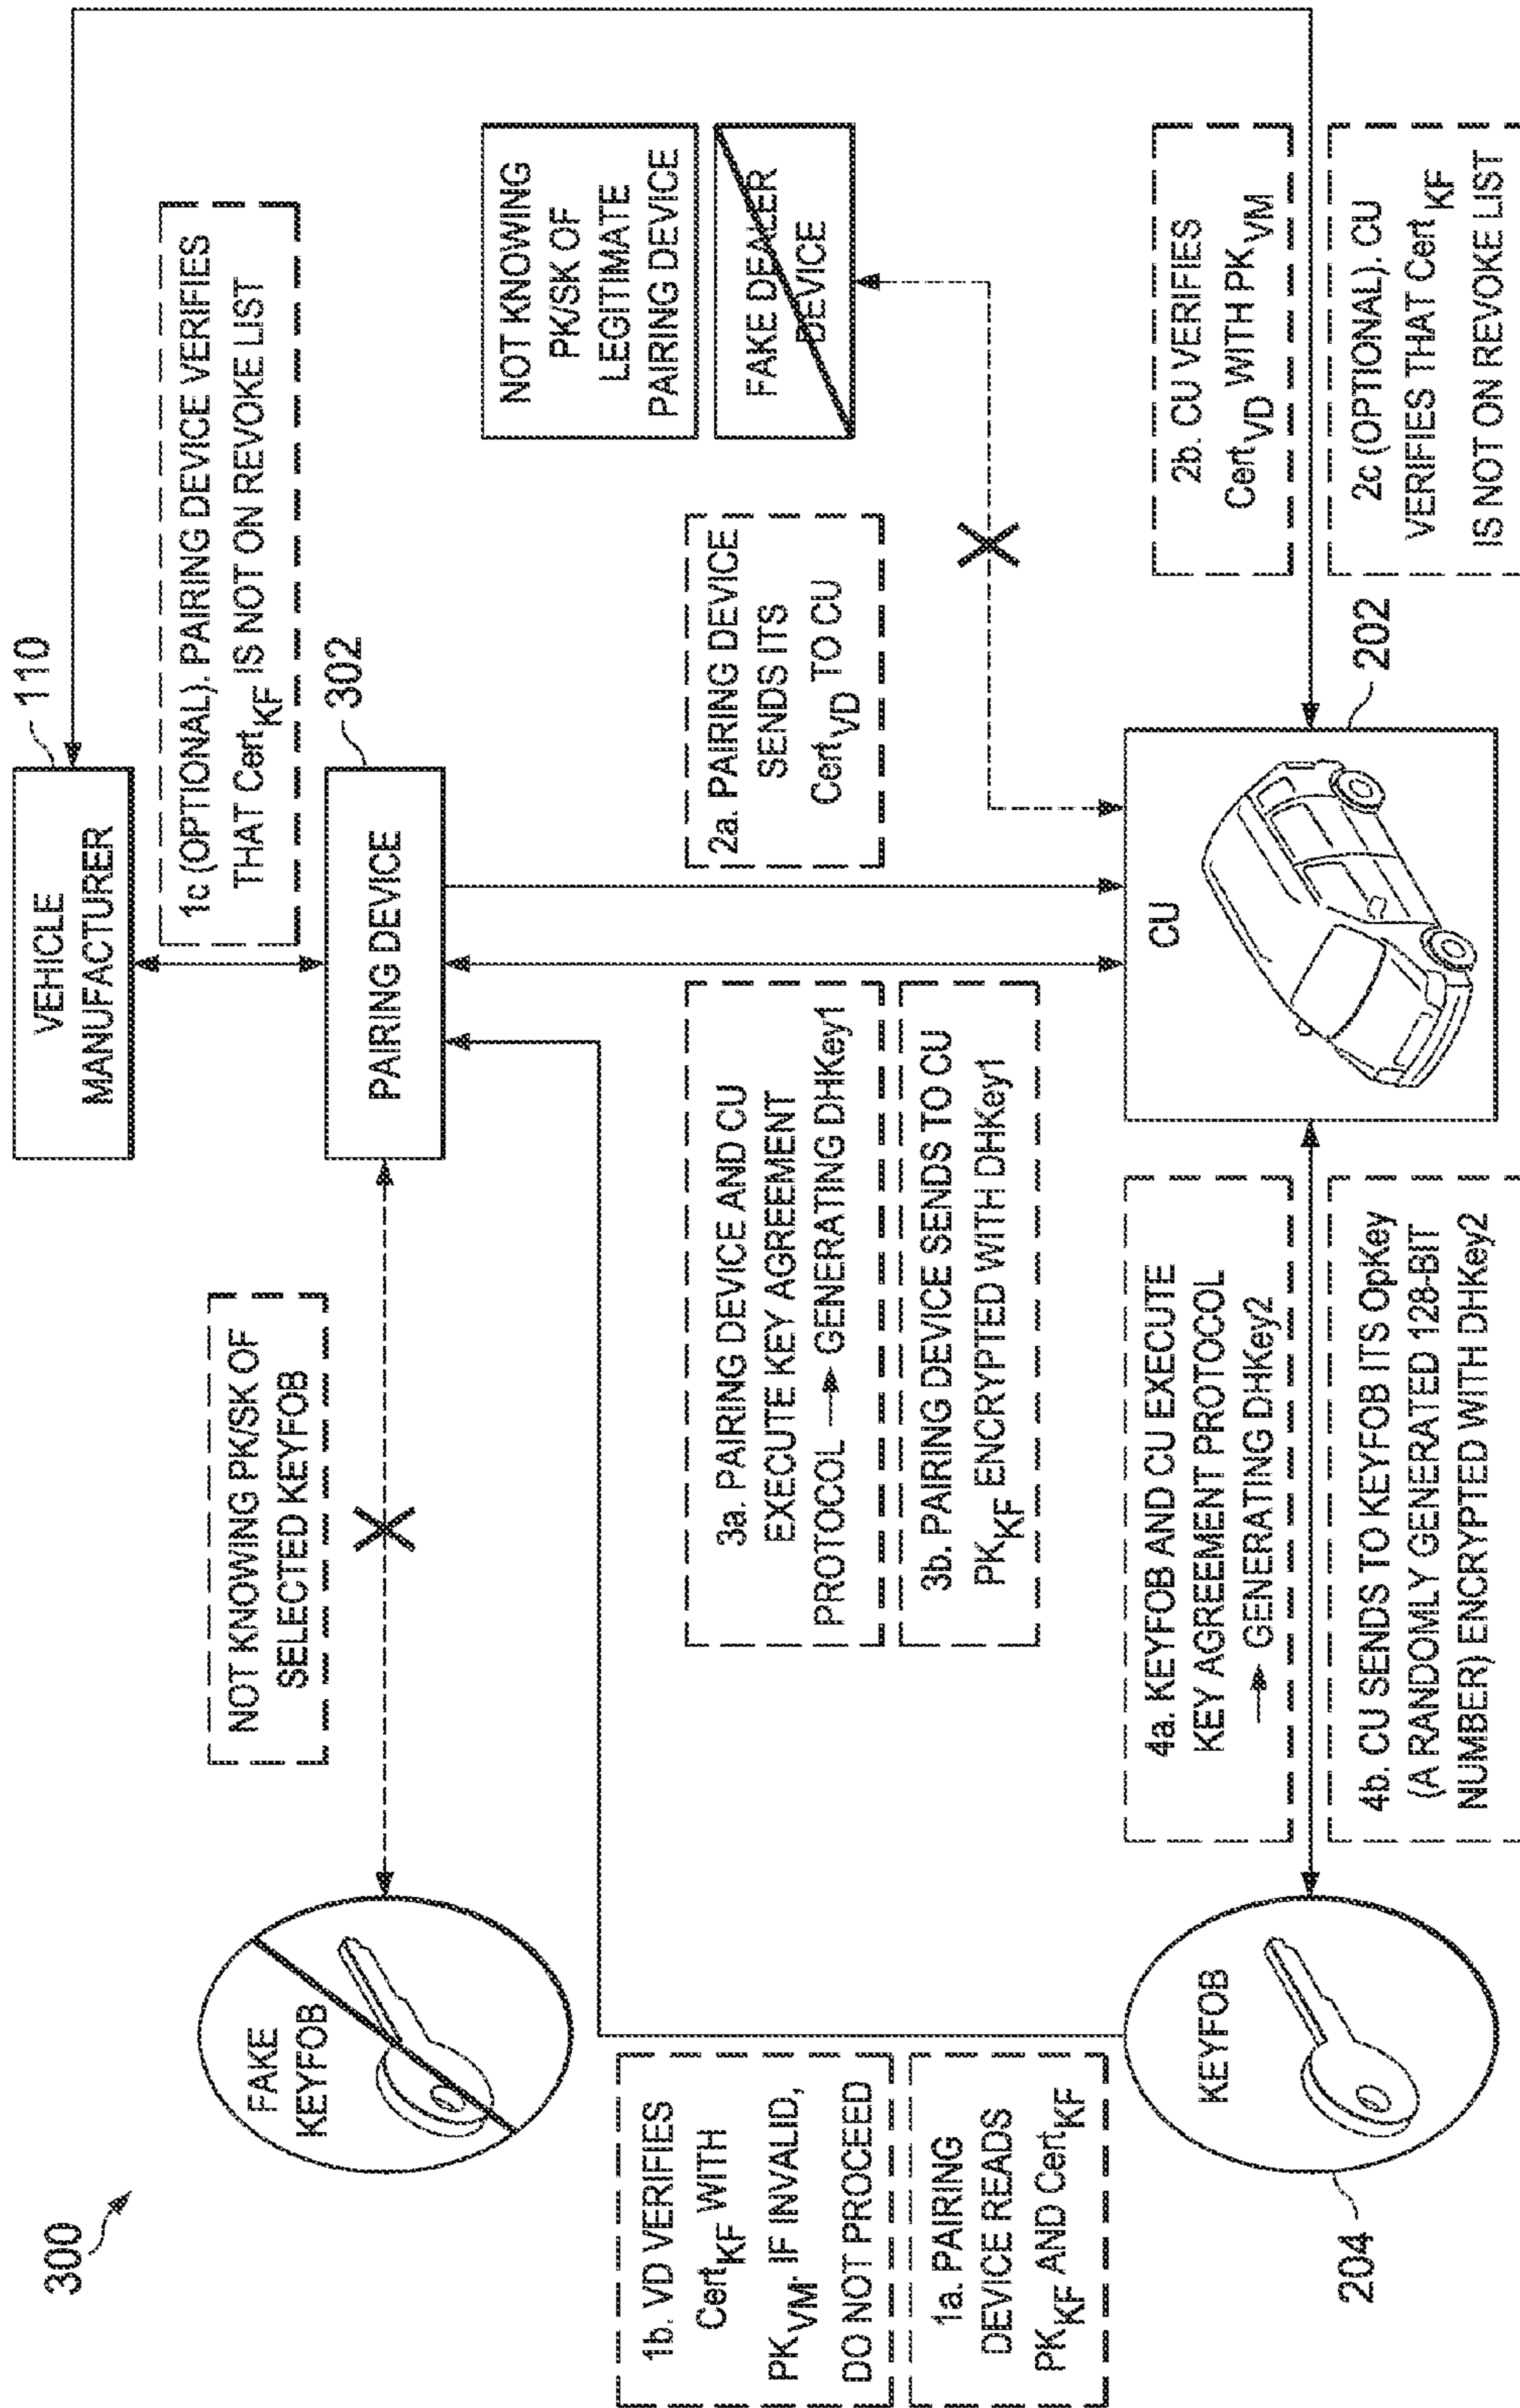 300
VEHICLE
MANUFACTURER
110
1c (OPTIONAL). PAIRING DEVICE VERIFIES
THAT Cert KF IS NOT ON REVOKE LIST
FAKE
KEYFOB
NOT KNOWING PK/SK OF
SELECTED KEYFOB
PAIRING DEVICE
302
NOT KNOWING
PK/SK OF
LEGITIMATE
PAIRING DEVICE
FAKE DEALER
DEVICE
1b. VD VERIFIES
CertKF WITH
PKVM. IF INVALID,
DO NOT PROCEED
1a. PAIRING
DEVICE READS
PKKF AND CertKF
3a. PAIRING DEVICE AND CU
EXECUTE KEY AGREEMENT
PROTOCOL → GENERATING DHKey1
3b. PAIRING DEVICE SENDS TO CU
PKKF ENCRYPTED WITH DHKey1
2a. PAIRING DEVICE
SENDS ITS
CertVD TO CU
KEYFOB
204
4a. KEYFOB AND CU EXECUTE
KEY AGREEMENT PROTOCOL
→ GENERATING DHKey2
4b. CU SENDS TO KEYFOB ITS OpKey
(A RANDOMLY GENERATED 128-BIT
NUMBER) ENCRYPTED WITH DHKey2
CU
202
2b. CU VERIFIES
CertVD WITH PKVM
2c (OPTIONAL). CU
VERIFIES THAT Cert KF
IS NOT ON REVOKE LIST